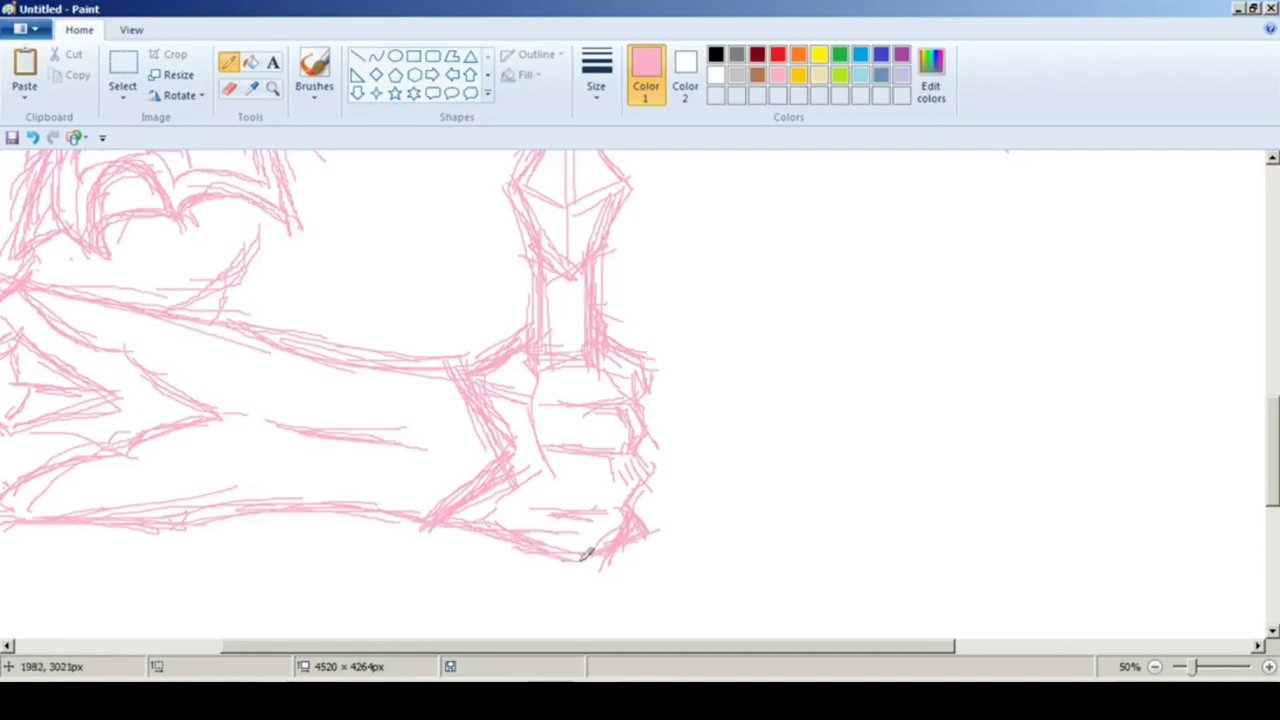 Untitled - Paint
Home View
Paste
Cut
Copy
Clipboard
Select
Crop
Resize
Rotate
Image
A
Tools
Brushes
Shapes
Outline
Fill
Size
Color
1
Color
2
Edit
colors
Colors
1982, 3021px
4520 × 4264px
50%